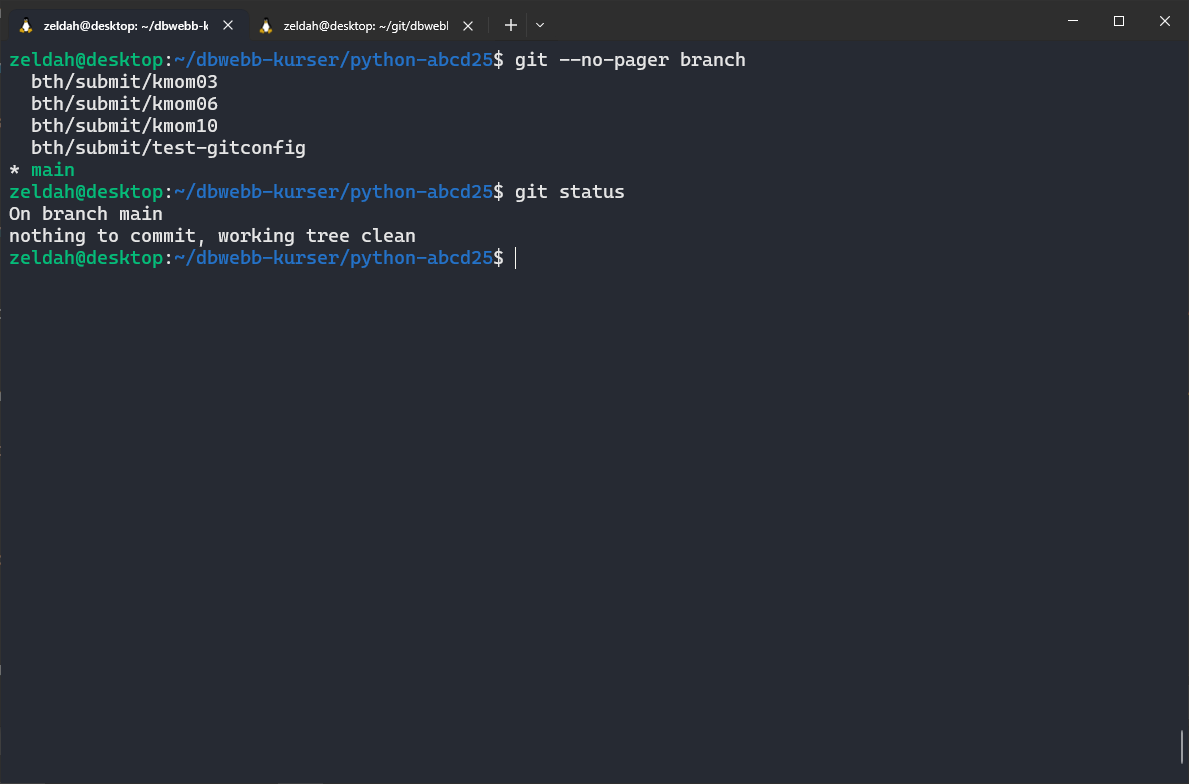 zeldah@desktop: ~/dbwebb-k
zeldah@desktop: ~/git/dbwebl
zeldah@desktop:~/dbwebb-kurser/python-abcd25$ git --no-pager branch
  bth/submit/kmom03
  bth/submit/kmom06
  bth/submit/kmom10
  bth/submit/test-gitconfig
* main
zeldah@desktop:~/dbwebb-kurser/python-abcd25$ git status
On branch main
nothing to commit, working tree clean
zeldah@desktop:~/dbwebb-kurser/python-abcd25$